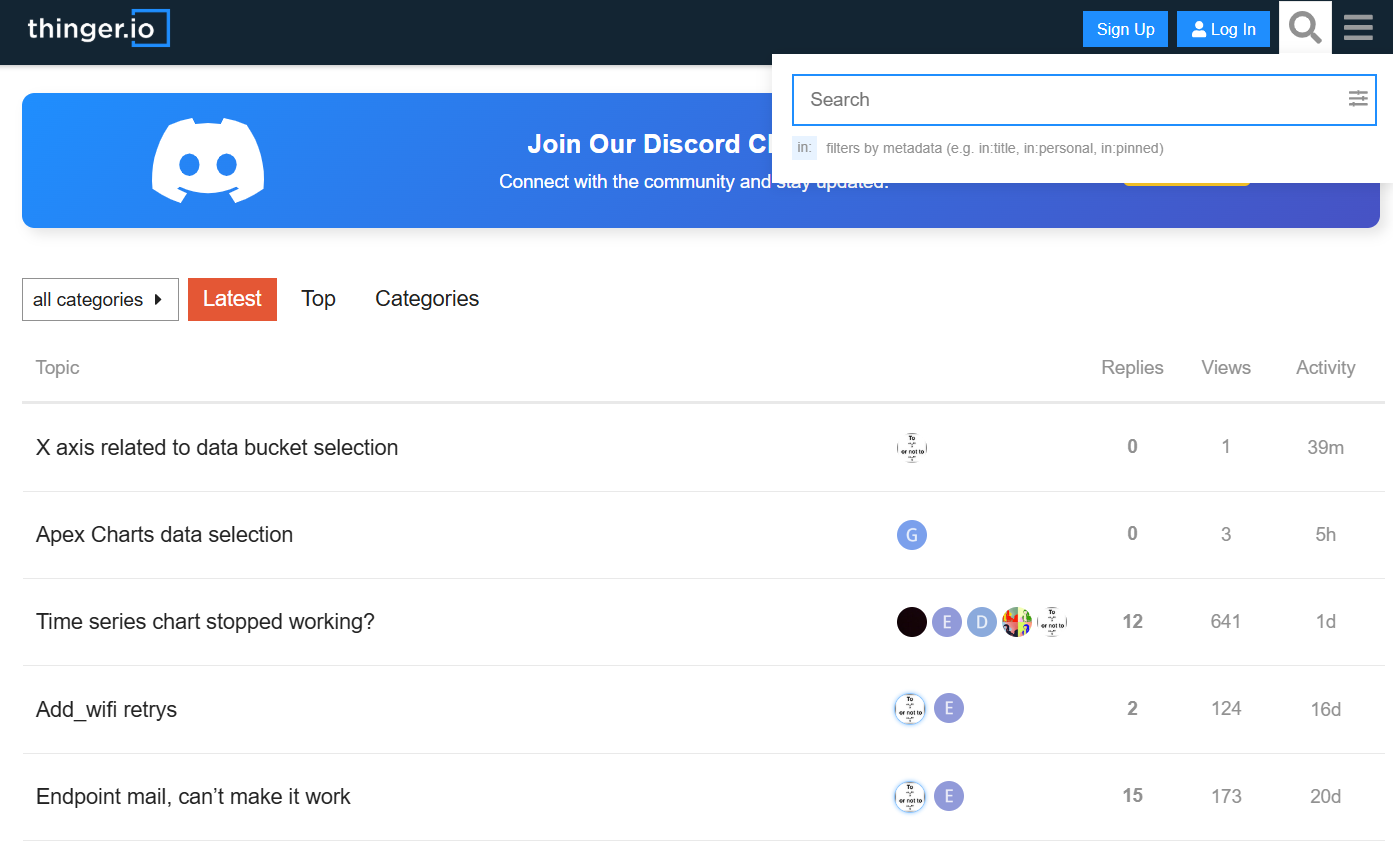 thinger.io
Sign Up
Log In
Search
in: filters by metadata (e.g. in:title, in:personal, in:pinned)
Join Our Discord
Connect with the community and stay updated.
all categories
Latest
Top
Categories
Topic Replies Views Activity
X axis related to data bucket selection To or not to 0 1 39m
Apex Charts data selection G 0 3 5h
Time series chart stopped working? E D To or not to 12 641 1d
Add_wifi retrys To or not to E 2 124 16d
Endpoint mail, can’t make it work To or not to E 15 173 20d